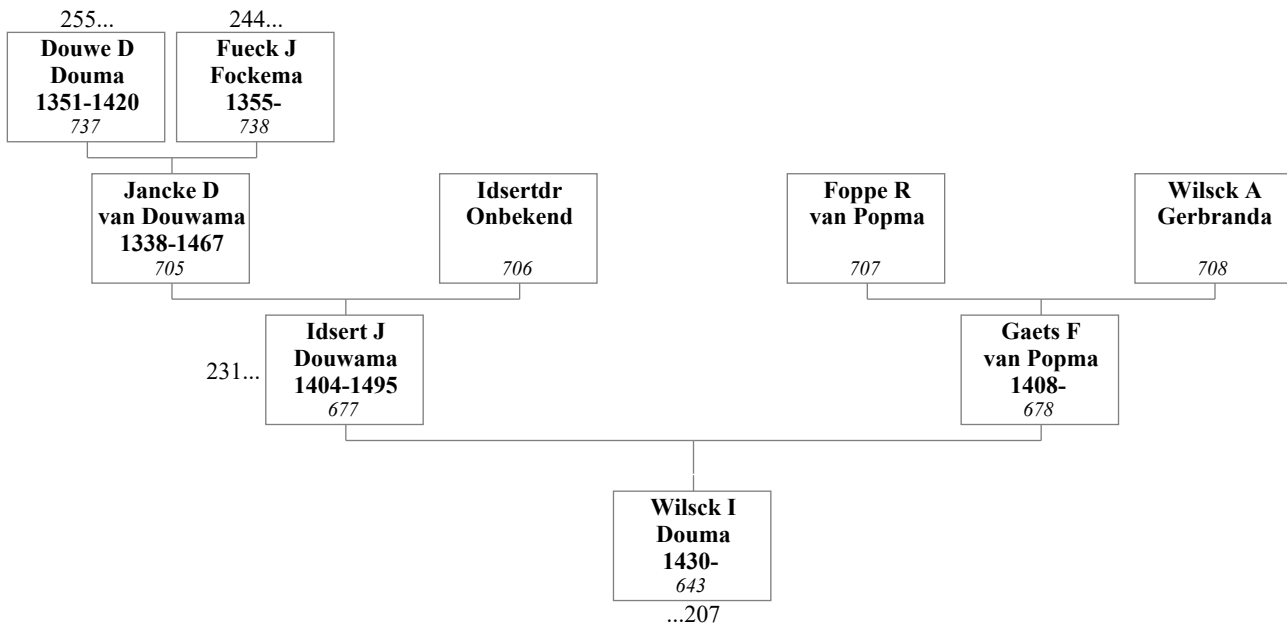 255...
Douwe D
Douma
1351-1420
737
244...
Fueck J
Fockema
1355-
738
Jancke D
van Douwama
1338-1467
705
Idsertdr
Onbekend
706
Foppe R
van Popma
707
Wilsck A
Gerbranda
708
231...
Idsert J
Douwama
1404-1495
677
Gaets F
van Popma
1408-
678
Wilsck I
Douma
1430-
643
...207